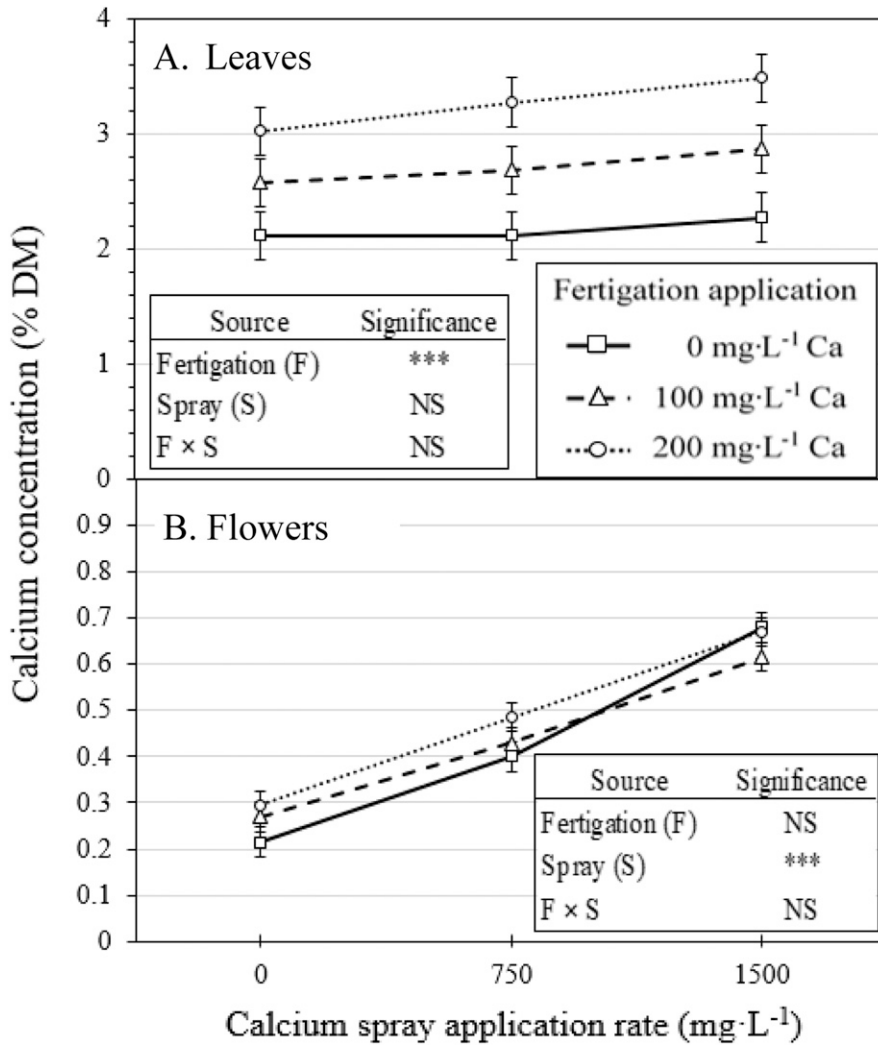 Calcium concentration (% DM)
4
3
2
1
0
A. Leaves
Source Significance
Fertigation (F) ***
Spray (S) NS
F × S NS
Fertigation application
0 mg·L⁻¹ Ca
100 mg·L⁻¹ Ca
200 mg·L⁻¹ Ca
B. Flowers
0.9
0.8
0.7
0.6
0.5
0.4
0.3
0.2
0.1
0
Source Significance
Fertigation (F) NS
Spray (S) ***
F × S NS
0 750 1500
Calcium spray application rate (mg·L⁻¹)